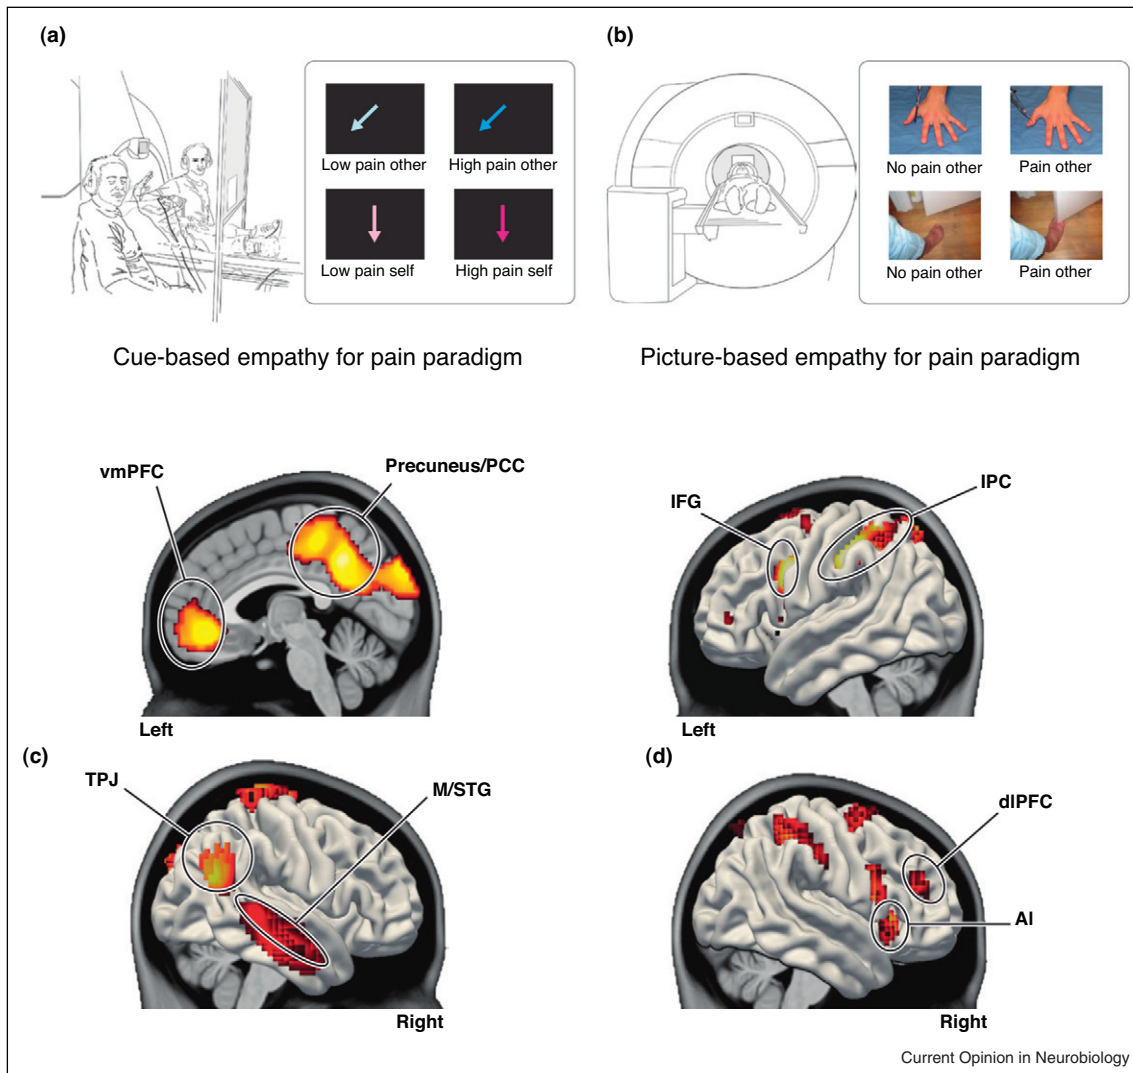 (a)
Low pain other
High pain other
Low pain self
High pain self
(b)
No pain other
Pain other
No pain other
Pain other
Cue-based empathy for pain paradigm
Picture-based empathy for pain paradigm
vmPFC
Precuneus/PCC
Left
IFG
IPC
Left
(c)
TPJ
M/STG
Right
(d)
dlPFC
AI
Right
Current Opinion in Neurobiology